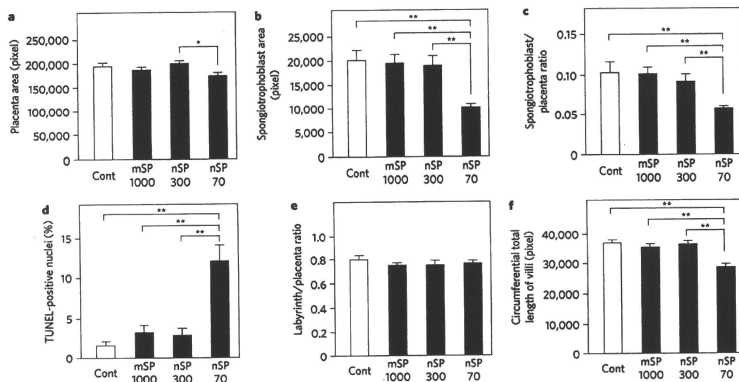 a
Placenta area
(pixel)
250,000
200,000
150,000
100,000
50,000
0
*
Cont
mSP
1000
nSP
300
nSP
70
b
Spongiotrophoblast area
(pixel)
25,000
20,000
15,000
10,000
5,000
0
**
**
**
Cont
mSP
1000
nSP
300
nSP
70
c
Spongiotrophoblast/
placenta ratio
0.15
0.10
0.05
0
**
**
**
Cont
mSP
1000
nSP
300
nSP
70
d
TUNEL-positive nuclei (%)
15
10
5
0
**
**
**
Cont
mSP
1000
nSP
300
nSP
70
e
Labyrinth/placenta ratio
1.0
0.8
0.6
0.4
0.2
0
Cont
mSP
1000
nSP
300
nSP
70
f
Circumferential total
length of villi (pixel)
40,000
30,000
20,000
10,000
0
**
**
**
Cont
mSP
1000
nSP
300
nSP
70